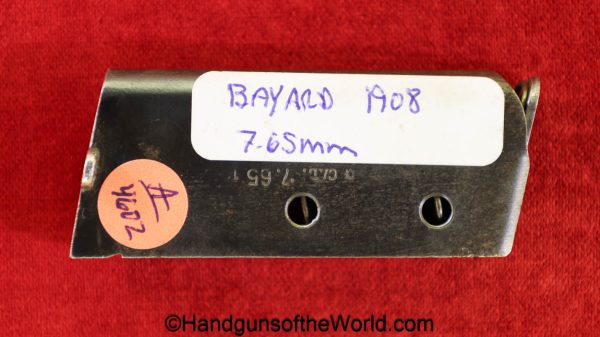 BAYARD 1908
7.65mm
CAL. 7.65
A
4602
©HandgunsoftheWorld.com